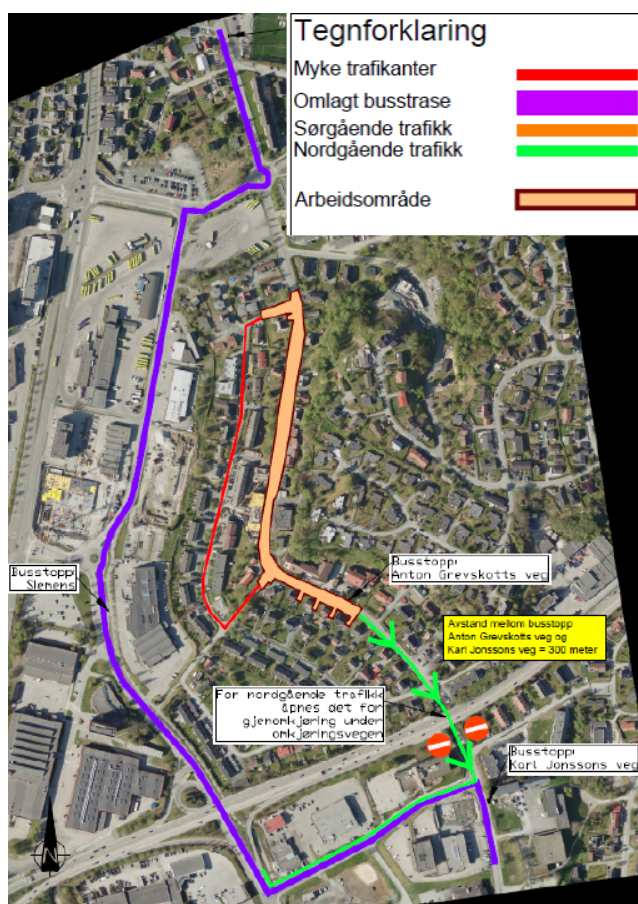 Tegnforklaring
Myke trafikanter
Omlagt busstrase
Sørgående trafikk
Nordgående trafikk
Arbeidsområde
Busstopp:
Anton Grevskotts veg
Busstopp:
Siemens
Avstand mellom busstopp
Anton Grevskotts veg og
Karl Jonssons veg = 300 meter
For nordgående trafikk
åpnes det for
gjenomkjøring under
omkjøringsvegen
Busstopp:
Karl Jonssons veg
N